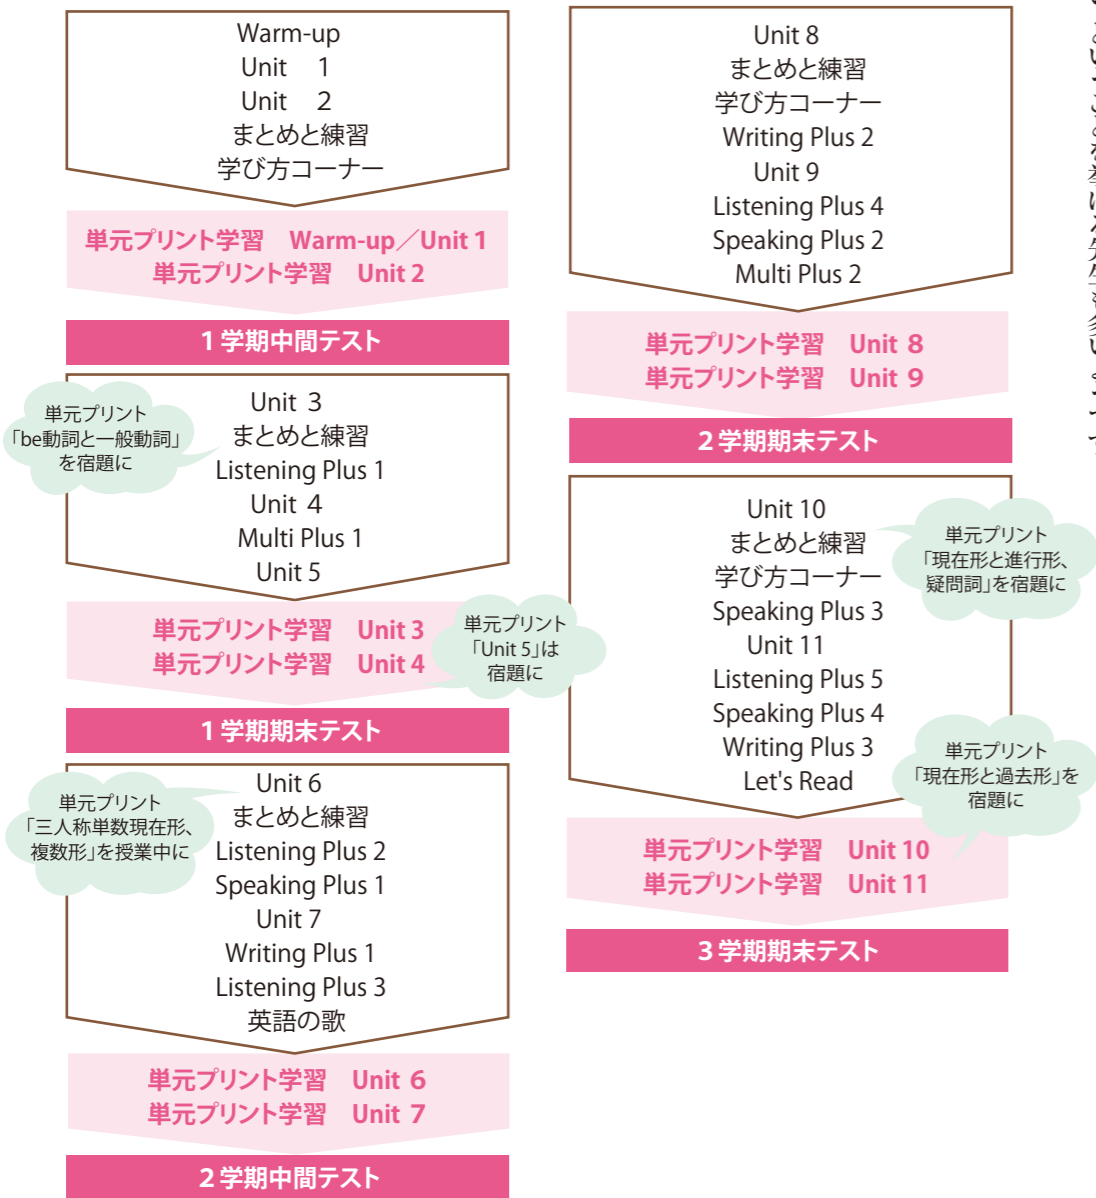 Warm-up
Unit 1
Unit 2
まとめと練習
学び方コーナー
単元プリント学習 Warm-up／Unit 1
単元プリント学習 Unit 2
1学期中間テスト
単元プリント
「be動詞と一般動詞」
を宿題に
Unit 3
まとめと練習
Listening Plus 1
Unit 4
Multi Plus 1
Unit 5
単元プリント学習 Unit 3
単元プリント学習 Unit 4
単元プリント
「Unit 5」は
宿題に
1学期期末テスト
単元プリント
「三人称単数現在形、
複数形」を授業中に
Unit 6
まとめと練習
Listening Plus 2
Speaking Plus 1
Unit 7
Writing Plus 1
Listening Plus 3
英語の歌
単元プリント学習 Unit 6
単元プリント学習 Unit 7
2学期中間テスト
Unit 8
まとめと練習
学び方コーナー
Writing Plus 2
Unit 9
Listening Plus 4
Speaking Plus 2
Multi Plus 2
単元プリント学習 Unit 8
単元プリント学習 Unit 9
2学期期末テスト
Unit 10
まとめと練習
学び方コーナー
Speaking Plus 3
Unit 11
Listening Plus 5
Speaking Plus 4
Writing Plus 3
Let's Read
単元プリント
「現在形と進行形、
疑問詞」を宿題に
単元プリント
「現在形と過去形」を
宿題に
単元プリント学習 Unit 10
単元プリント学習 Unit 11
3学期期末テスト